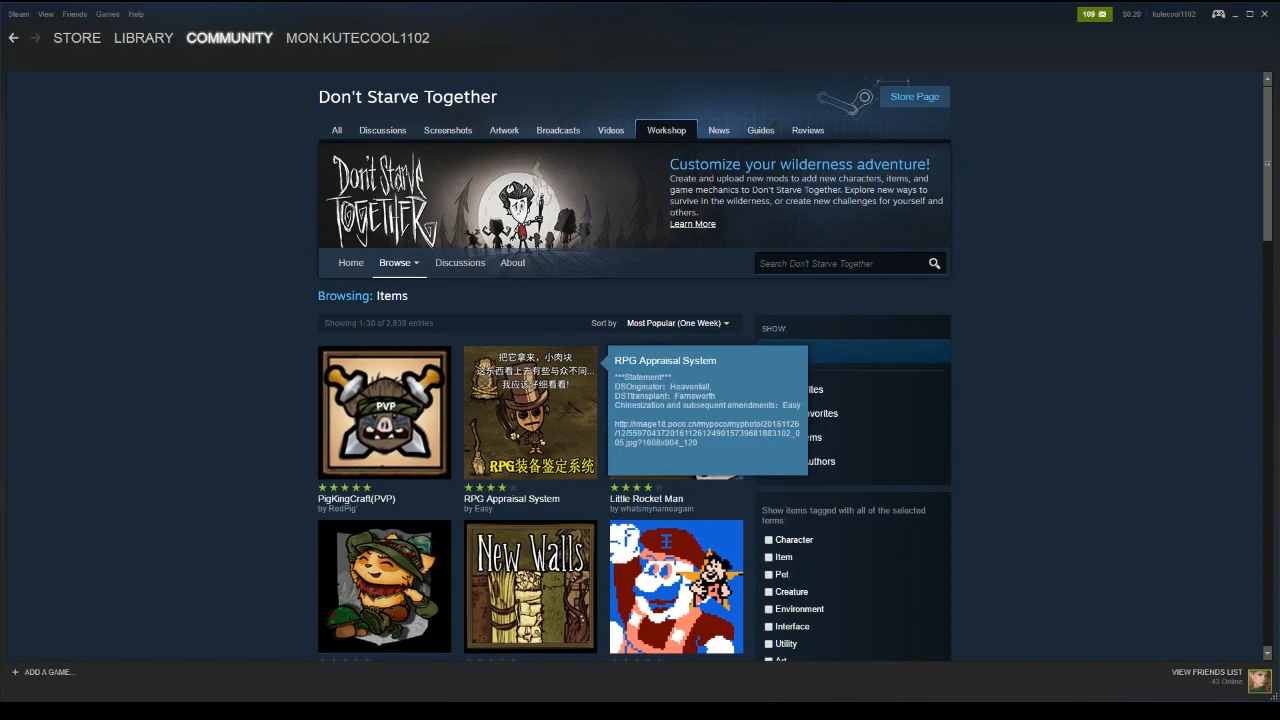 Steam View Friends Games Help
109 $0.20 kutecool1102
STORE LIBRARY COMMUNITY MON.KUTECOOL1102
Don't Starve Together
Store Page
All Discussions Screenshots Artwork Broadcasts Videos Workshop News Guides Reviews
Don't Starve
TOGETHER
Customize your wilderness adventure!
Create and upload new mods to add new characters, items, and
game mechanics to Don't Starve Together. Explore new ways to
survive in the wilderness, or create new challenges for yourself and
others.
Learn More
Home Browse Discussions About
Search Don't Starve Together
Browsing: Items
Showing 1-30 of 2,839 entries
Sort by Most Popular (One Week)
SHOW:
PVP
把它拿来，小肉块
这东西看上去有些与众不同...
我应该仔细看看!
RPG装备鉴定系统
RPG Appraisal System
***Statement***
DSOriginator：Heavenfall,
DSTtransplant：Farnsworth
Chinesization and subsequent amendments：Easy
http://image18.poco.cn/mypoco/myphoto/20161126
/12/55970437201611261249015739681883102_0
05.jpg?1608x904_120
ites
vorites
ms
uthors
PigKingCraft(PVP)
by RedPig'
RPG Appraisal System
by Easy
Little Rocket Man
by whatsmynameagain
Show items tagged with all of the selected
terms:
Character
Item
Pet
Creature
Environment
Interface
Utility
Art
New Walls
+ ADD A GAME...
VIEW FRIENDS LIST
43 Online